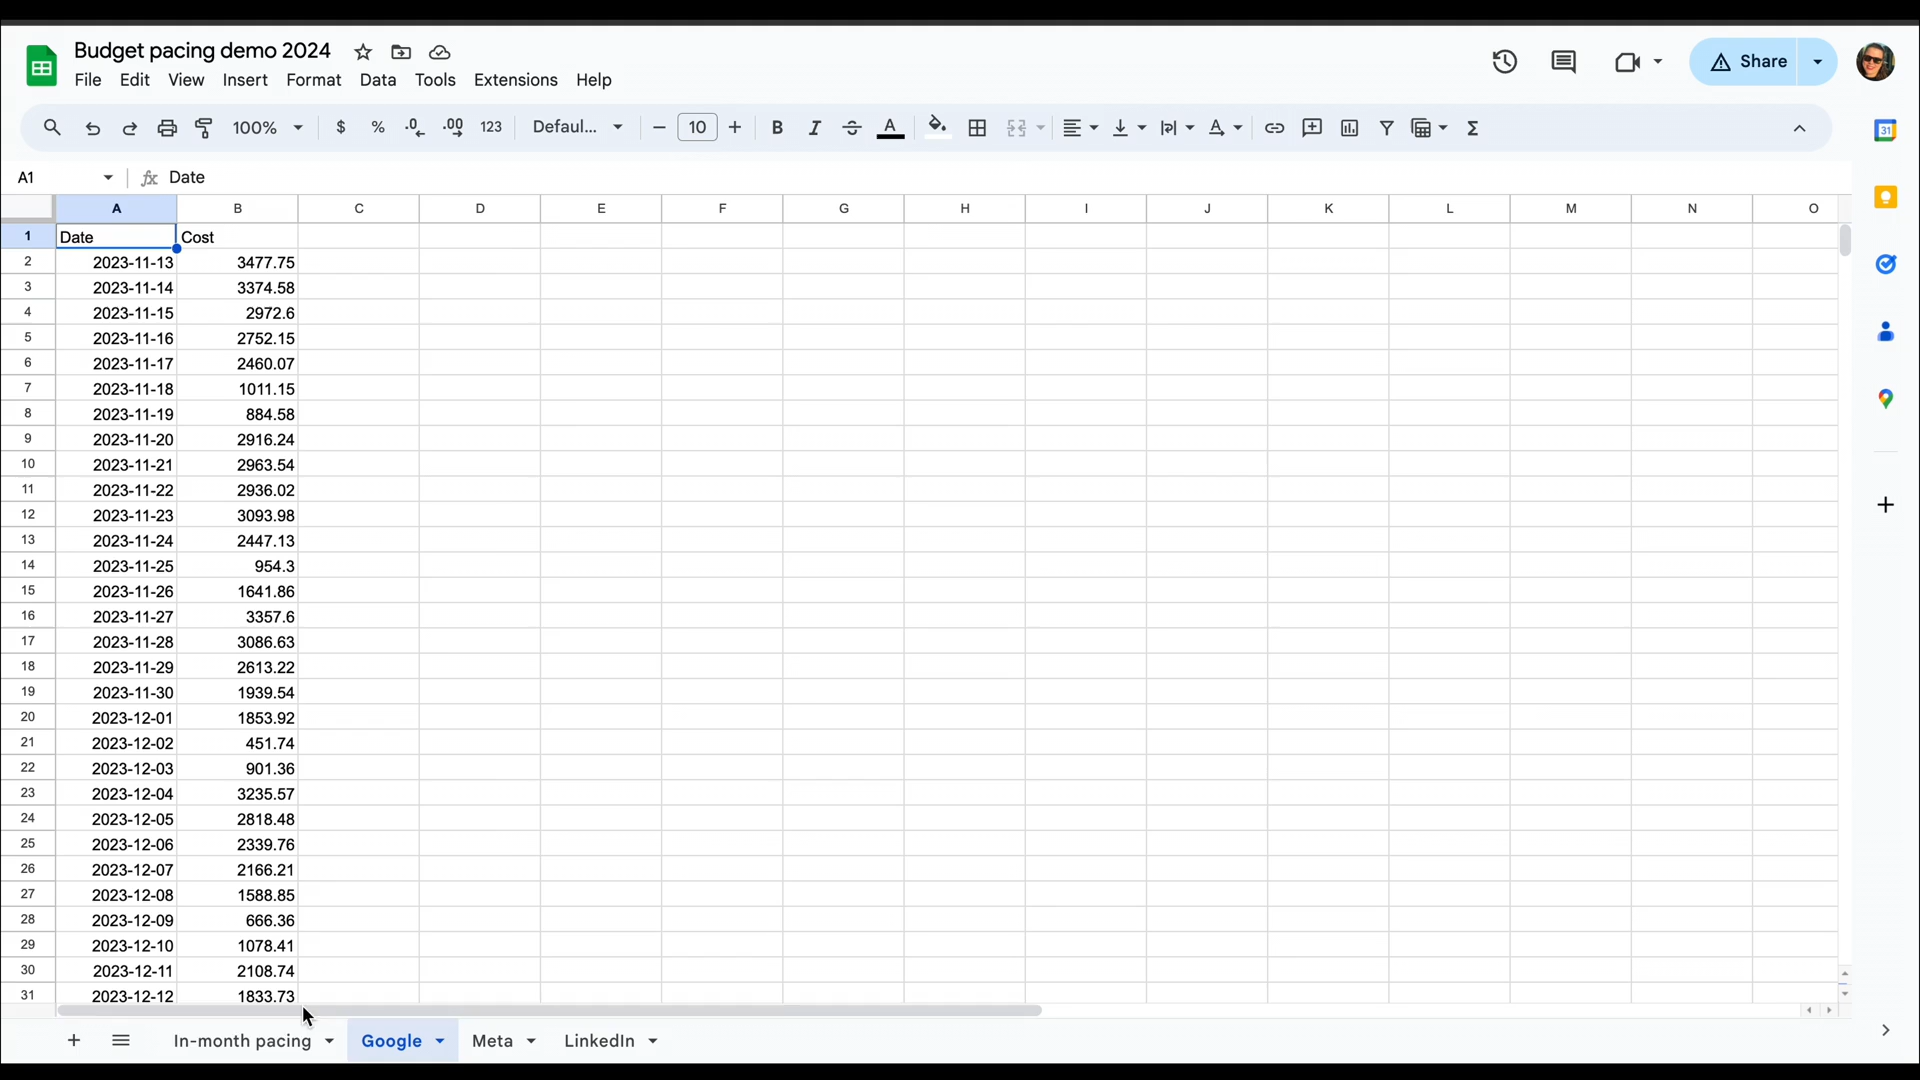 Budget pacing demo 2024
File Edit View Insert Format Data Tools Extensions Help
Share
100% $ % .0 .00 123 Defaul... 10 B I A Σ
31
A1 fx Date
A B C D E F G H I J K L M N O
1 Date Cost
2 2023-11-13 3477.75
3 2023-11-14 3374.58
4 2023-11-15 2972.6
5 2023-11-16 2752.15
6 2023-11-17 2460.07
7 2023-11-18 1011.15
8 2023-11-19 884.58
9 2023-11-20 2916.24
10 2023-11-21 2963.54
11 2023-11-22 2936.02
12 2023-11-23 3093.98
13 2023-11-24 2447.13
14 2023-11-25 954.3
15 2023-11-26 1641.86
16 2023-11-27 3357.6
17 2023-11-28 3086.63
18 2023-11-29 2613.22
19 2023-11-30 1939.54
20 2023-12-01 1853.92
21 2023-12-02 451.74
22 2023-12-03 901.36
23 2023-12-04 3235.57
24 2023-12-05 2818.48
25 2023-12-06 2339.76
26 2023-12-07 2166.21
27 2023-12-08 1588.85
28 2023-12-09 666.36
29 2023-12-10 1078.41
30 2023-12-11 2108.74
31 2023-12-12 1833.73
In-month pacing Google Meta LinkedIn